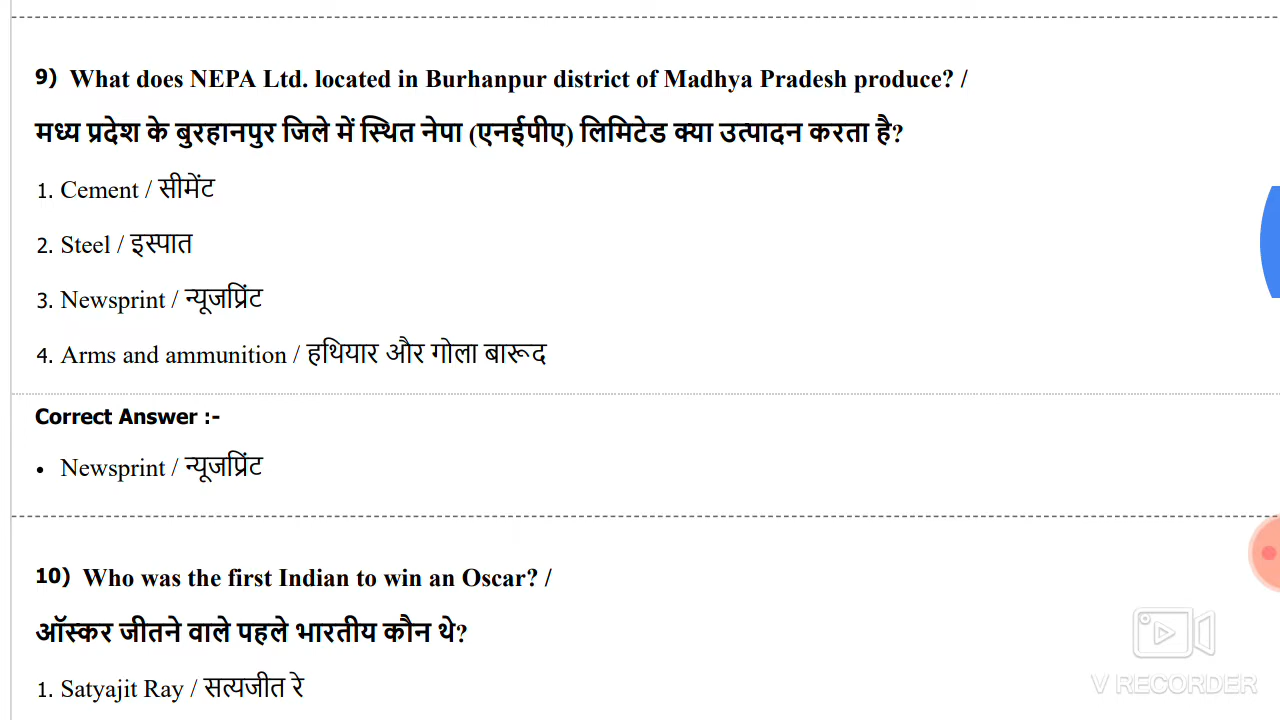 9) What does NEPA Ltd. located in Burhanpur district of Madhya Pradesh produce? /
मध्य प्रदेश के बुरहानपुर जिले में स्थित नेपा (एनईपीए) लिमिटेड क्या उत्पादन करता है?
1. Cement / सीमेंट
2. Steel / इस्पात
3. Newsprint / न्यूजप्रिंट
4. Arms and ammunition / हथियार और गोला बारूद
Correct Answer :-
• Newsprint / न्यूजप्रिंट
10) Who was the first Indian to win an Oscar? /
ऑस्कर जीतने वाले पहले भारतीय कौन थे?
1. Satyajit Ray / सत्यजीत रे
V RECORDER